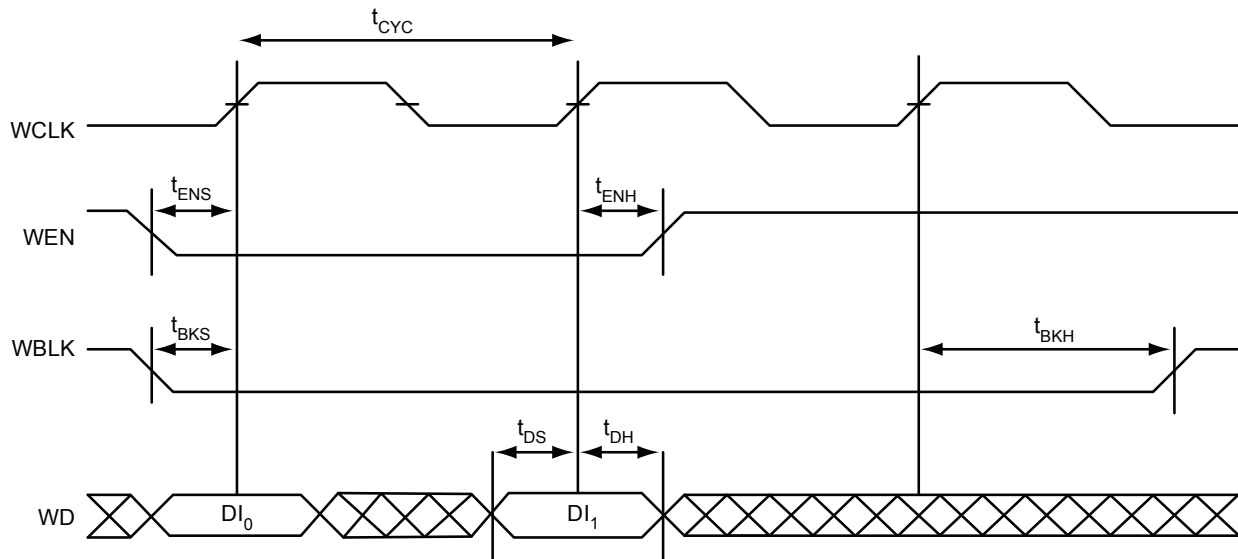 tCYC
WCLK
tENS
tENH
WEN
tBKS
tBKH
WBLK
tDS
tDH
WD
DI0
DI1